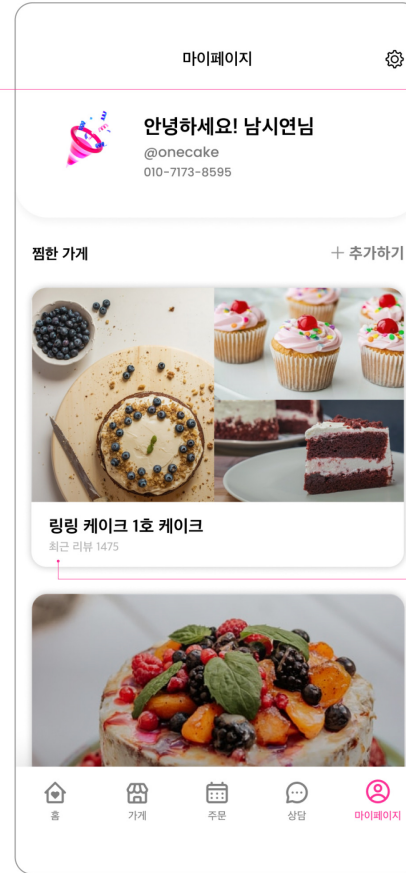 마이페이지
안녕하세요! 남시연님
@onecake
010-7173-8595
찜한 가게
+ 추가하기
링링 케이크 1호 케이크
최근 리뷰 1475
홈
가게
주문
상담
마이페이지